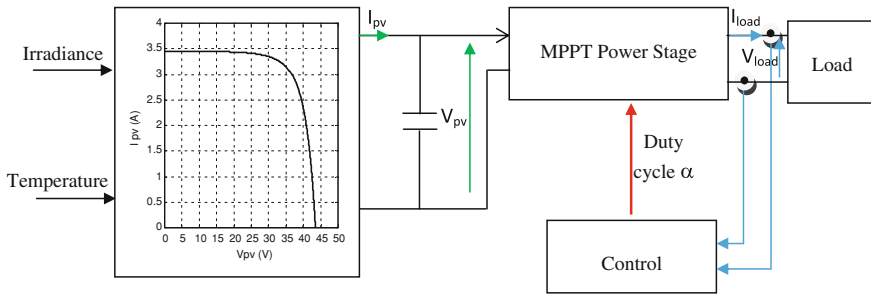 Irradiance
Temperature
I pv (A)
4
3.5
3
2.5
2
1.5
1
0.5
0
0 5 10 15 20 25 30 35 40 45 50
Vpv (V)
Ipv
Vpv
MPPT Power Stage
Iload
Vload
Load
Duty
cycle α
Control